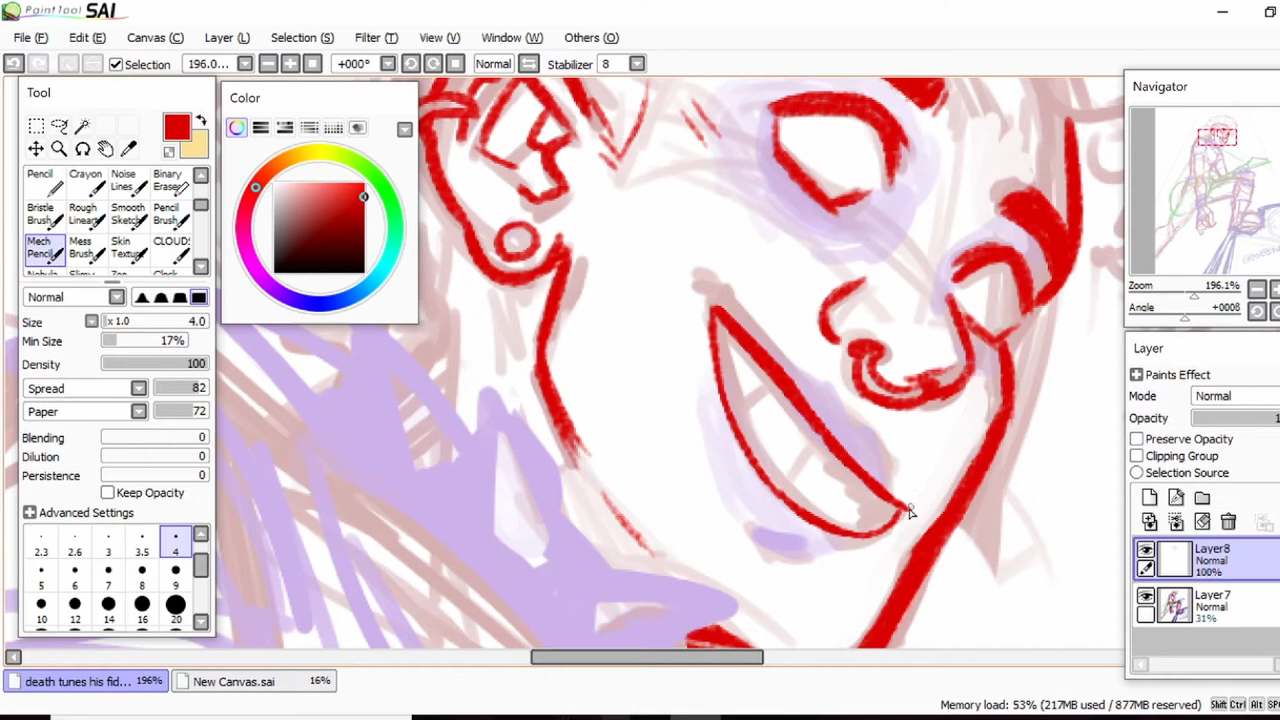 PaintTool SAI
File (F) Edit (E) Canvas (C) Layer (L) Selection (S) Filter (T) View (V) Window (W) Others (O)
Selection 196.0... +000° Normal Stabilizer 8
Tool
Color
Navigator
Pencil Crayon Noise Lines Binary Eraser
Bristle Brush Rough Lineart Smooth Sketch Pencil Brush
Mech Pencil Mess Brush Skin Textur CLOUD
Normal
Size x 1.0 4.0
Min Size 17%
Density 100
Spread 82
Paper 72
Blending 0
Dilution 0
Persistence 0
Keep Opacity
Advanced Settings
2.3 2.6 3 3.5 4
5 6 7 8 9
10 12 14 16 20
Zoom 196.1%
Angle
Layer
Paints Effect
Mode Normal
Opacity
Preserve Opacity
Clipping Group
Selection Source
Layer8
Normal
100%
Layer7
Normal
31%
death tunes his fid... 196% New Canvas.sai 16%
Memory load: 53% (217MB used / 877MB reserved) Shift Ctrl Alt